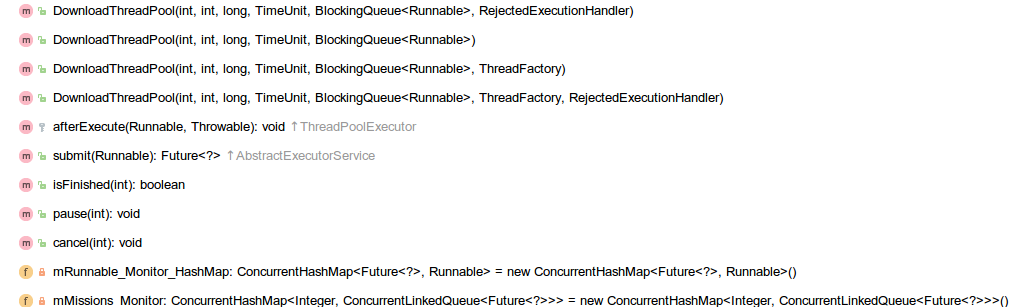 m DownloadThreadPool(int, int, long, TimeUnit, BlockingQueue<Runnable>, RejectedExecutionHandler)
m DownloadThreadPool(int, int, long, TimeUnit, BlockingQueue<Runnable>)
m DownloadThreadPool(int, int, long, TimeUnit, BlockingQueue<Runnable>, ThreadFactory)
m DownloadThreadPool(int, int, long, TimeUnit, BlockingQueue<Runnable>, ThreadFactory, RejectedExecutionHandler)
m afterExecute(Runnable, Throwable): void ↑ThreadPoolExecutor
m submit(Runnable): Future<?> ↑AbstractExecutorService
m isFinished(int): boolean
m pause(int): void
m cancel(int): void
f mRunnable_Monitor_HashMap: ConcurrentHashMap<Future<?>, Runnable> = new ConcurrentHashMap<Future<?>, Runnable>()
f mMissions_Monitor: ConcurrentHashMap<Integer, ConcurrentLinkedQueue<Future<?>>> = new ConcurrentHashMap<Integer, ConcurrentLinkedQueue<Future<?>>>()